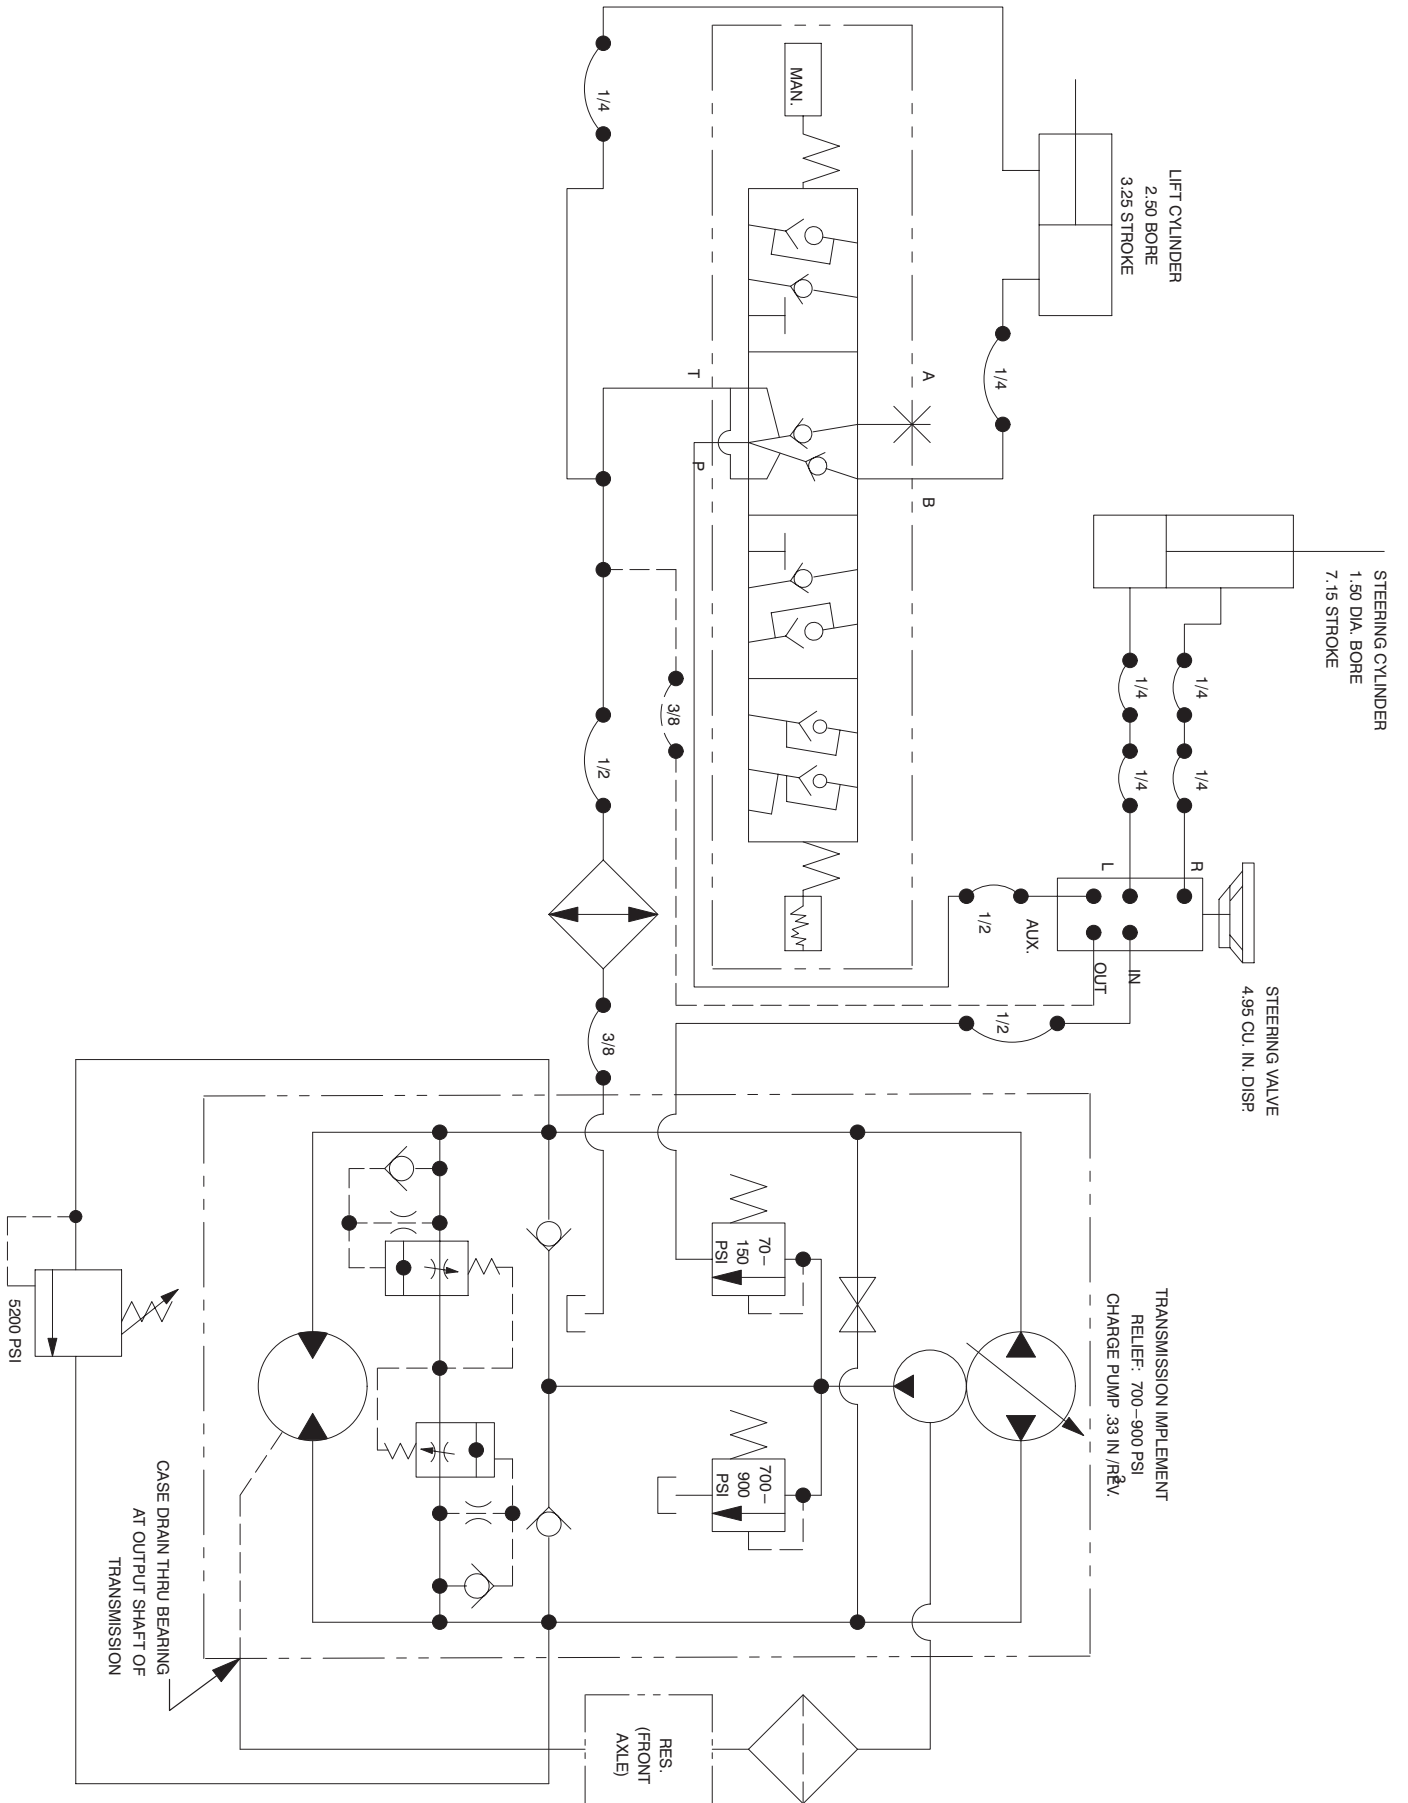 LIFT CYLINDER
2.50 BORE
3.25 STROKE
STEERING CYLINDER
1.50 DIA. BORE
7.15 STROKE
STEERING VALVE
4.95 CU. IN. DISP.
TRANSMISSION IMPLEMENT
RELIEF: 700–900 PSI
CHARGE PUMP .33 IN /REV.
3
1/4
MAN.
1/4
A
B
T
P
1/4
1/4
1/4
1/4
R
L
AUX.
IN
OUT
1/2
1/2
3/8
1/2
3/8
70–
150
PSI
700–
900
PSI
5200 PSI
CASE DRAIN THRU BEARING
AT OUTPUT SHAFT OF
TRANSMISSION
RES.
(FRONT
AXLE)